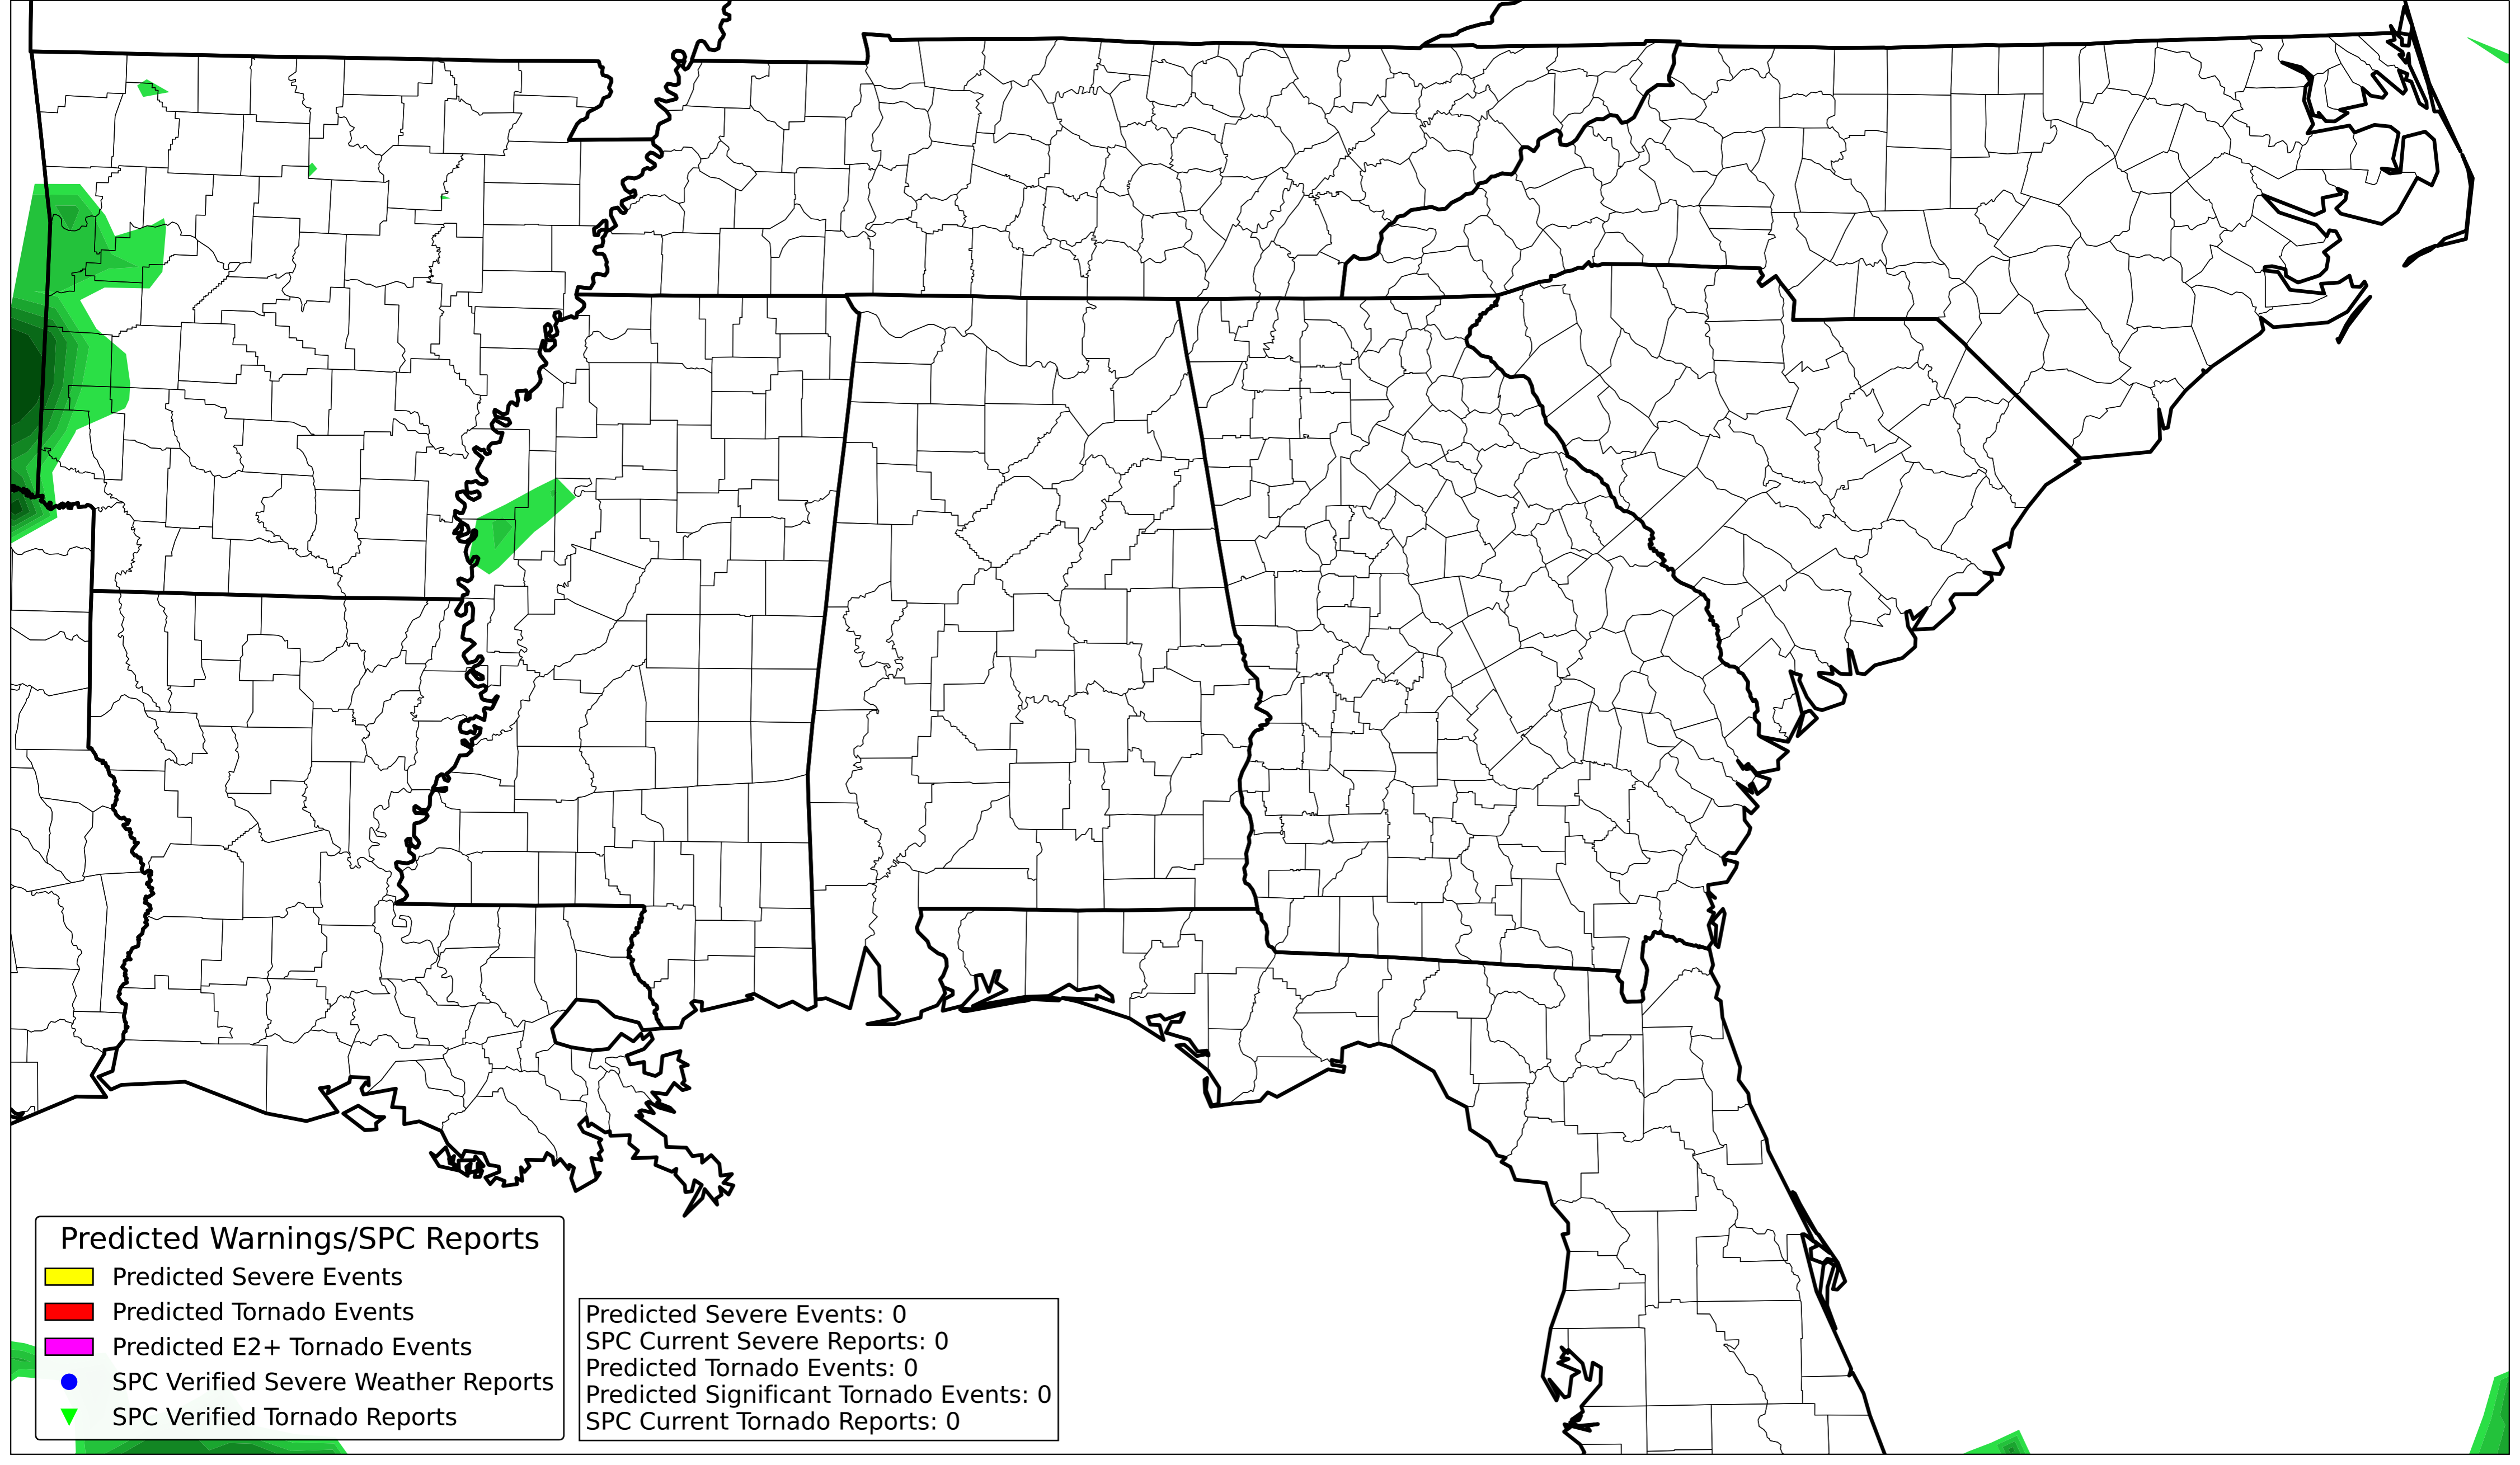 Predicted Warnings/SPC Reports
Predicted Severe Events
Predicted Tornado Events
Predicted E2+ Tornado Events
SPC Verified Severe Weather Reports
SPC Verified Tornado Reports
Predicted Severe Events: 0
SPC Current Severe Reports: 0
Predicted Tornado Events: 0
Predicted Significant Tornado Events: 0
SPC Current Tornado Reports: 0